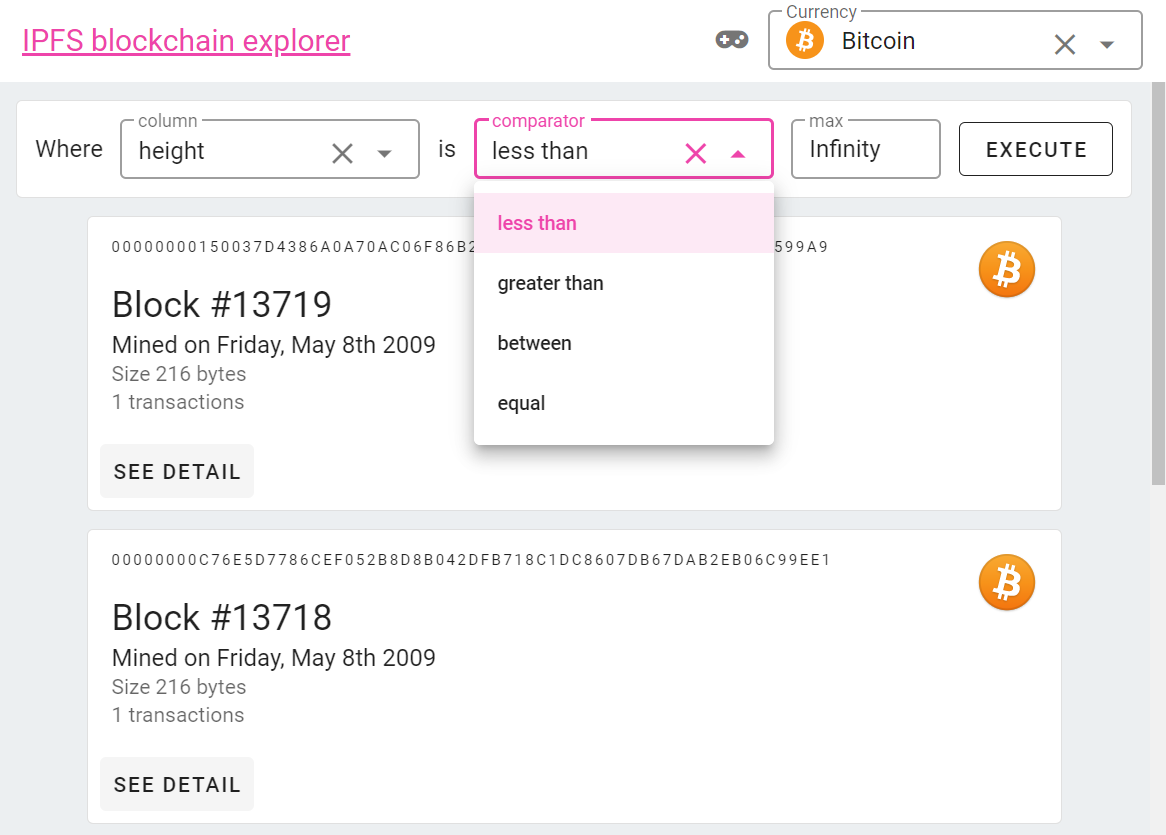 IPFS blockchain explorer
Currency
Bitcoin
Where
column
height
is
comparator
less than
max
Infinity
EXECUTE
less than
greater than
between
equal
00000000150037D4386A0A70AC06F86B2
599A9
Block #13719
Mined on Friday, May 8th 2009
Size 216 bytes
1 transactions
SEE DETAIL
00000000C76E5D7786CEF052B8D8B042DFB718C1DC8607DB67DAB2EB06C99EE1
Block #13718
Mined on Friday, May 8th 2009
Size 216 bytes
1 transactions
SEE DETAIL